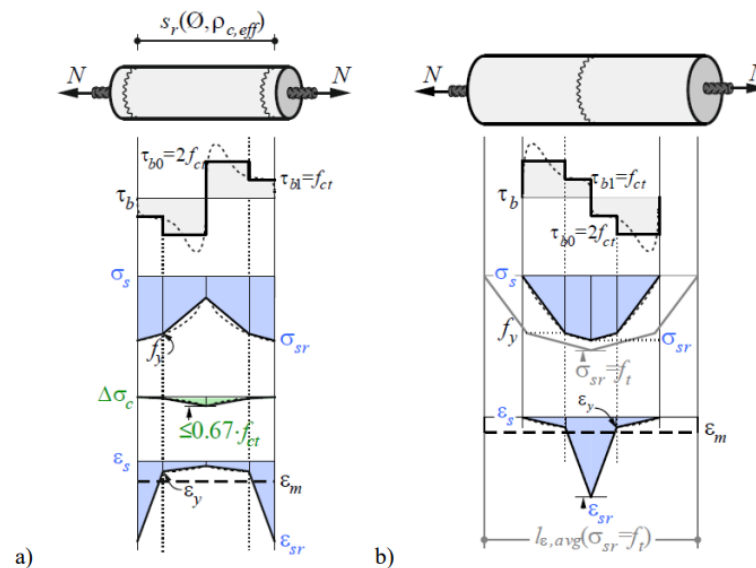 s_r(Ø,ρ_c,eff)
N
N
τ_b0=2f_ct
τ_b1=f_ct
τ_b
σ_s
f_y
σ_sr
Δσ_c
≤0.67·f_ct
ε_s
ε_m
ε_y
ε_sr
a)
N
N
τ_b1=f_ct
τ_b
τ_b0=2f_ct
σ_s
f_y
σ_sr
σ_sr=f_t
ε_y
ε_s
ε_m
ε_sr
l_ε,avg(σ_sr=f_t)
b)